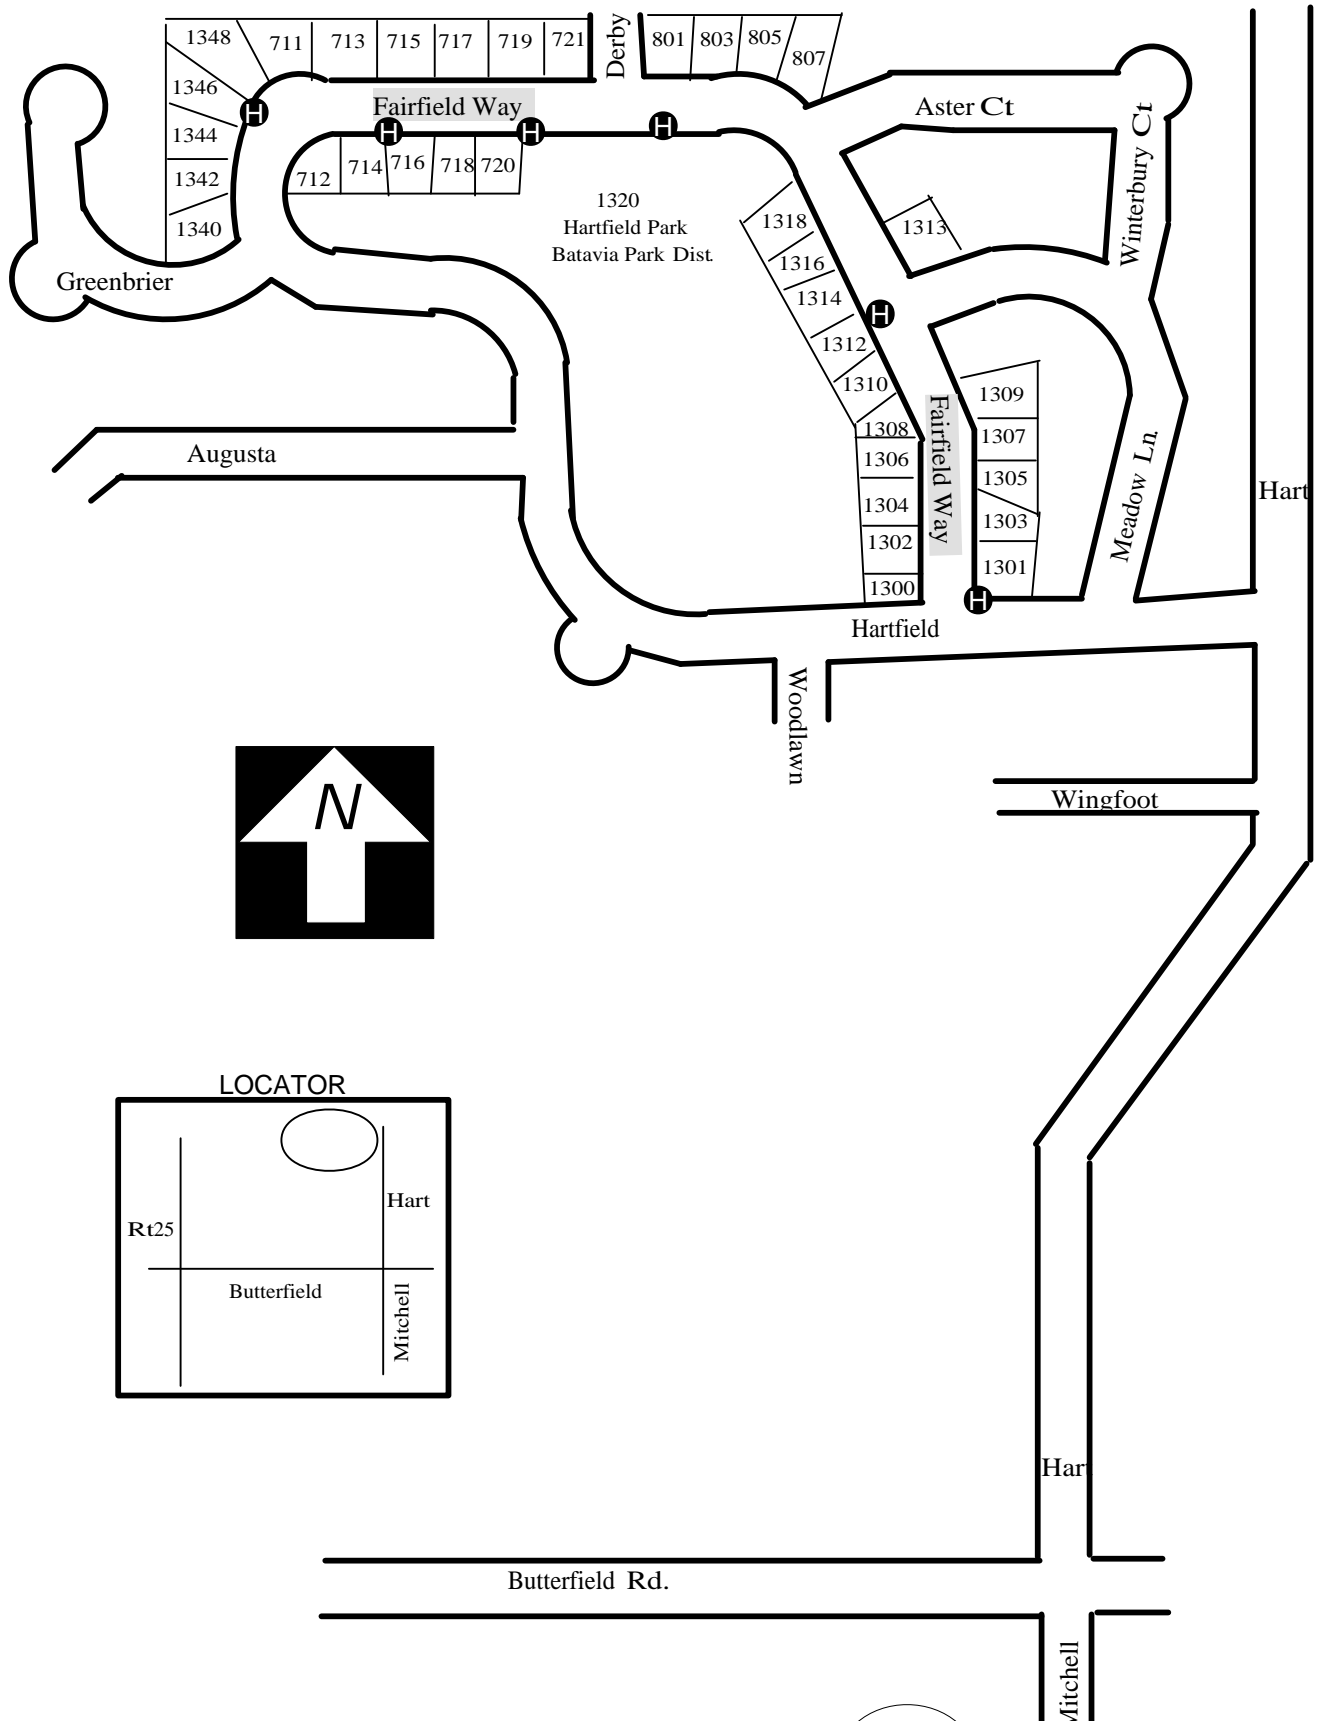 1348
711
713
715
717
719
721
Derby
801
803
805
807
1346
Fairfield Way
H
H
H
H
Aster Ct
1344
Winterbury Ct
712
714
716
718
720
1342
1340
1320
Hartfield Park
Batavia Park Dist.
1318
1313
1316
Greenbrier
1314
H
1312
1310
1309
1308
1307
Fairfield Way
Augusta
1306
1305
Meadow Ln.
Hart
1304
1303
1302
1301
1300
H
Hartfield
Woodlawn
Wingfoot
N
LOCATOR
Hart
Rt25
Butterfield
Mitchell
Hart
Butterfield Rd.
Mitchell